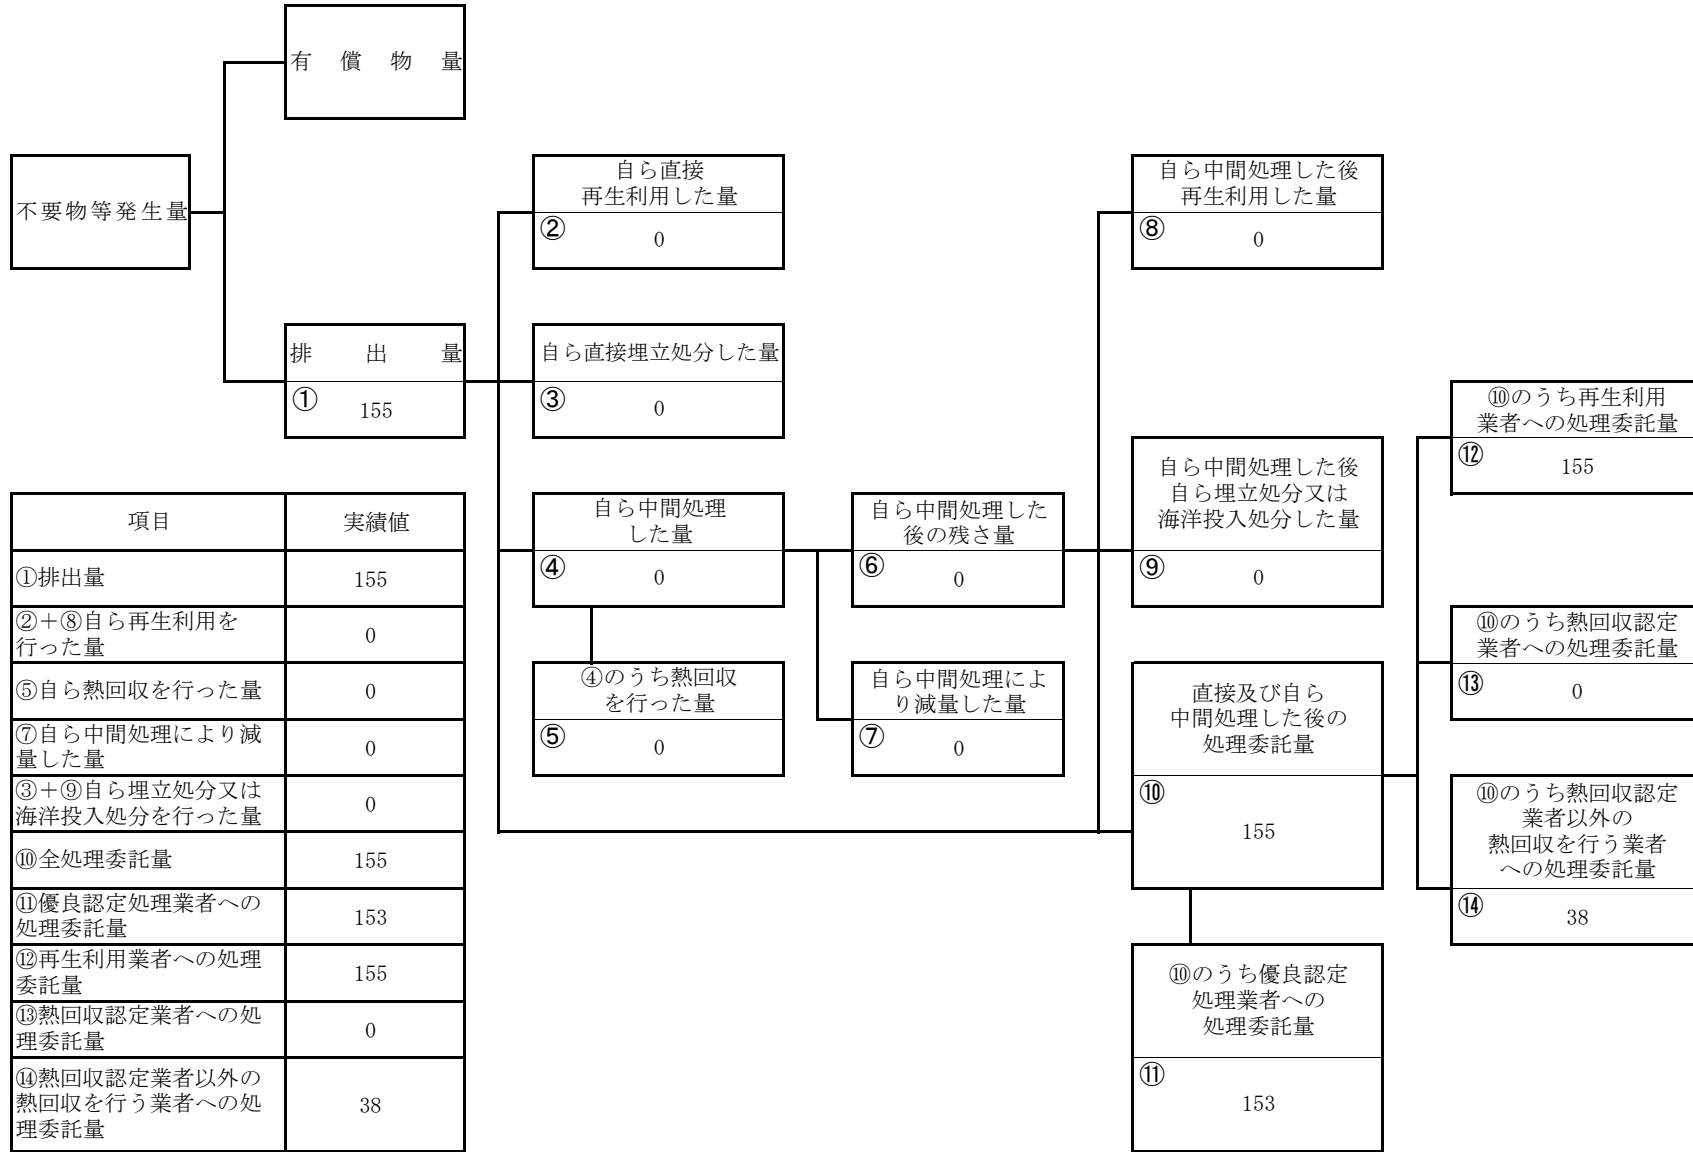 有償物量
不要物等発生量
排出量
①
155
自ら直接
再生利用した量
②
0
自ら直接埋立処分した量
③
0
自ら中間処理
した量
④
0
④のうち熱回収
を行った量
⑤
0
自ら中間処理した
後の残さ量
⑥
0
自ら中間処理によ
り減量した量
⑦
0
自ら中間処理した後
再生利用した量
⑧
0
自ら中間処理した後
自ら埋立処分又は
海洋投入処分した量
⑨
0
直接及び自ら
中間処理した後の
処理委託量
⑩
155
⑩のうち優良認定
処理業者への
処理委託量
⑪
153
⑩のうち再生利用
業者への処理委託量
⑫
155
⑩のうち熱回収認定
業者への処理委託量
⑬
0
⑩のうち熱回収認定
業者以外の
熱回収を行う業者
への処理委託量
⑭
38
項目 実績値
①排出量 155
②＋⑧自ら再生利用を
行った量 0
⑤自ら熱回収を行った量 0
⑦自ら中間処理により減
量した量 0
③＋⑨自ら埋立処分又は
海洋投入処分を行った量 0
⑩全処理委託量 155
⑪優良認定処理業者への
処理委託量 153
⑫再生利用業者への処理
委託量 155
⑬熱回収認定業者への処
理委託量 0
⑭熱回収認定業者以外の
熱回収を行う業者への処 38
理委託量